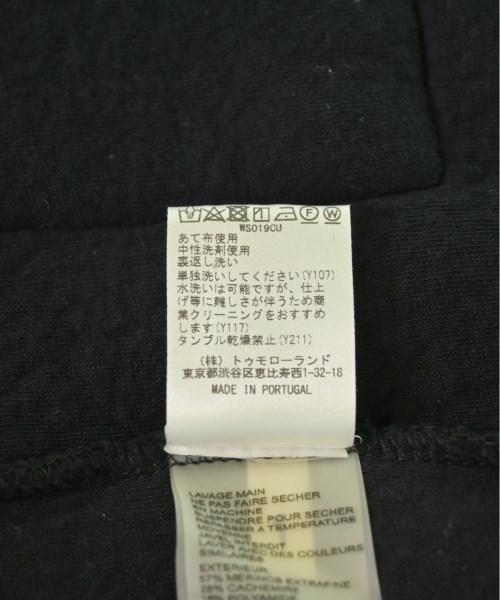 WS019CU
あて布使用
中性洗剤使用
裏返し洗い
単独洗いしてください(Y107)
水洗いは可能ですが、仕上
げ等に難しさが伴うため商
業クリーニングをおすすめ
します(Y117)
タンブル乾燥禁止(Y211)
(株) トゥモローランド
東京都渋谷区恵比寿西1-32-18
MADE IN PORTUGAL
LAVAGE MAIN
NE PAS FAIRE SECHER
EN MACHINE
SUSPENDRE POUR SECHER
REPASSER A TEMPERATURE
MOYENNE
JAVEL INTERDIT
LAVER AVEC DES COULEURS
SIMILAIRES
EXTERIEUR:
57% MERINOS EXTRAFINE
28% CACHEMIRE
15% POLYAMIDE